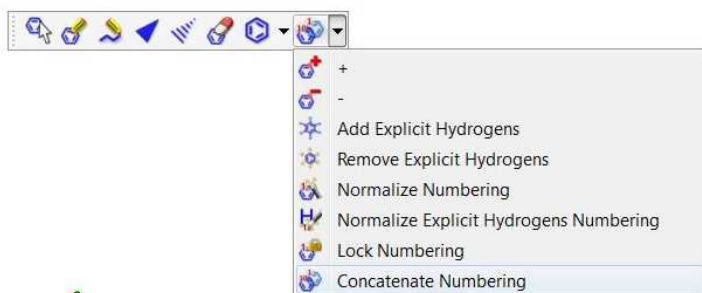 +
-
Add Explicit Hydrogens
Remove Explicit Hydrogens
Normalize Numbering
Normalize Explicit Hydrogens Numbering
Lock Numbering
Concatenate Numbering